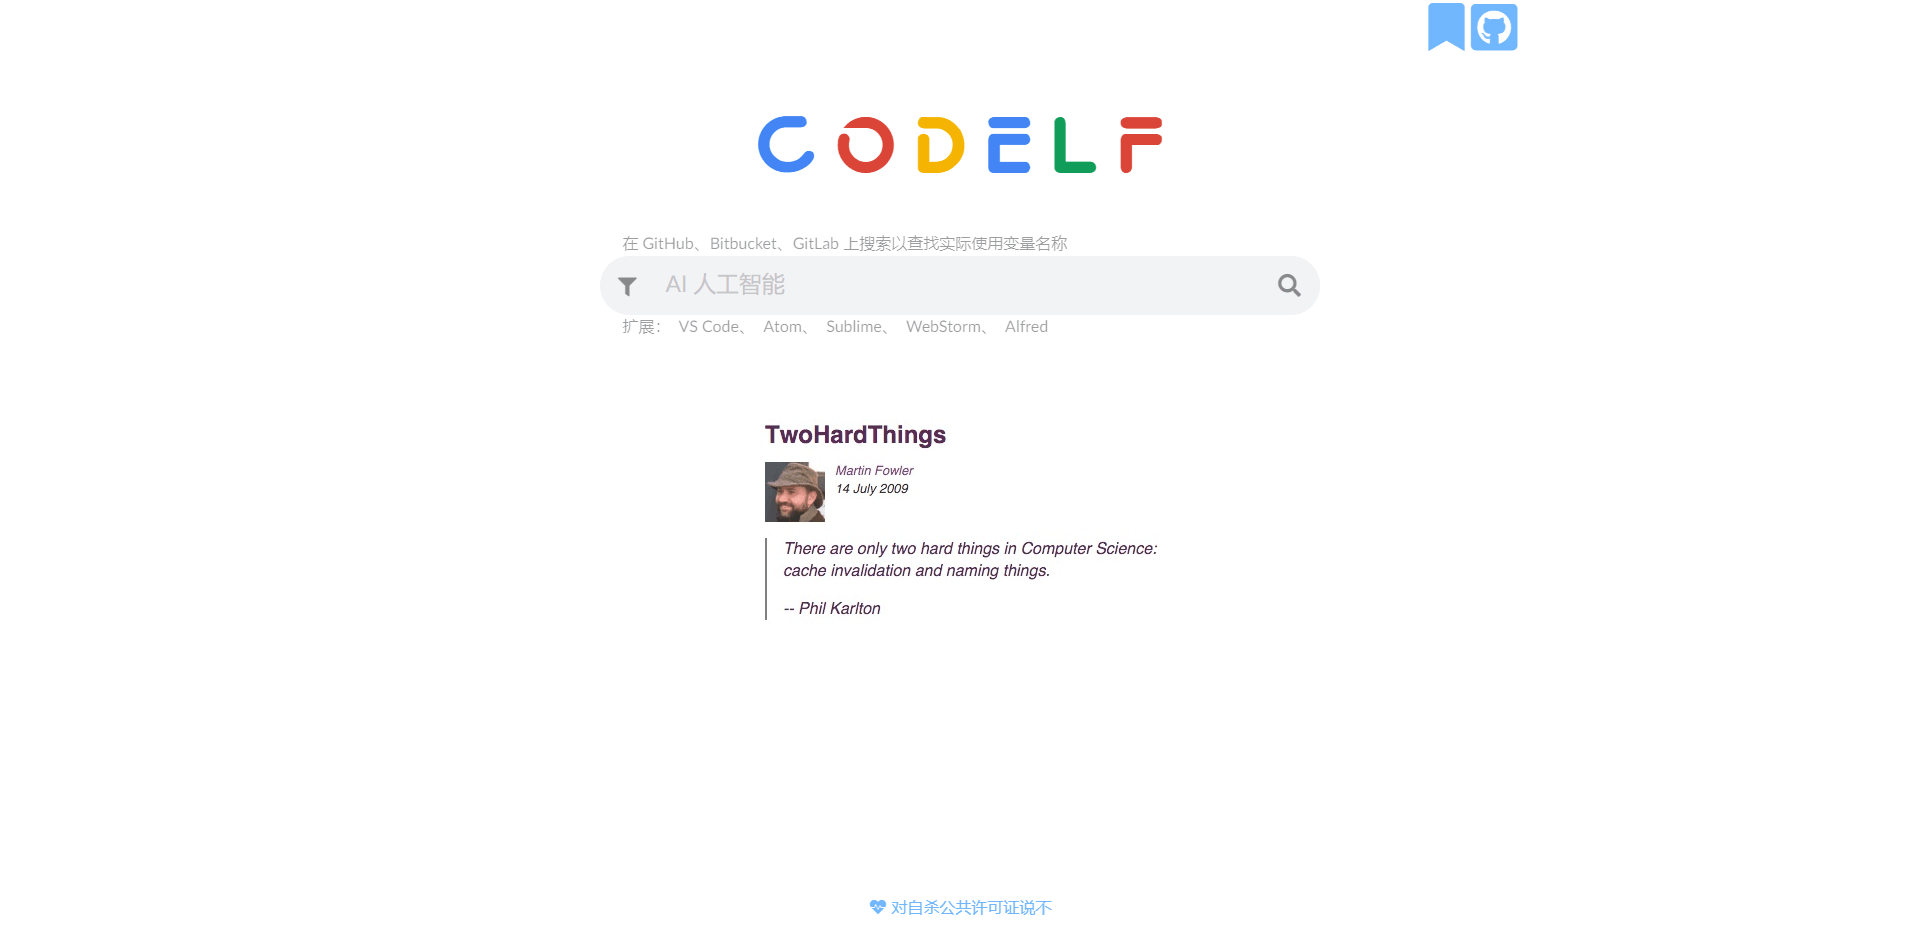 CODELF
在 GitHub、Bitbucket、GitLab 上搜索以查找实际使用变量名称
AI 人工智能
扩展： VS Code、 Atom、 Sublime、 WebStorm、 Alfred
TwoHardThings
Martin Fowler
14 July 2009
There are only two hard things in Computer Science:
cache invalidation and naming things.
-- Phil Karlton
对自杀公共许可证说不